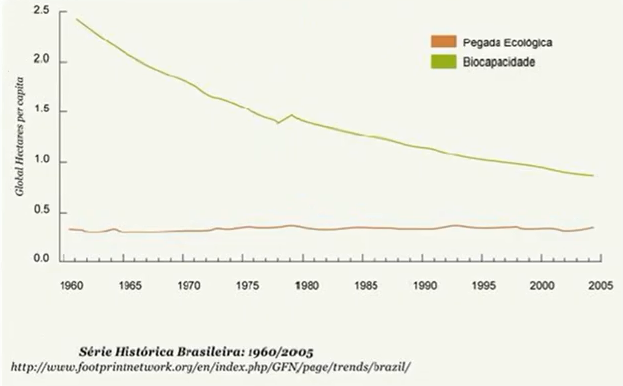 2.5
2.0
1.5
1.0
0.5
0.0
Global Hectares per capita
Pegada Ecológica
Biocapacidade
1960 1965 1970 1975 1980 1985 1990 1995 2000 2005
Série Histórica Brasileira: 1960/2005
http://www.footprintnetwork.org/en/index.php/GFN/page/trends/brazil/